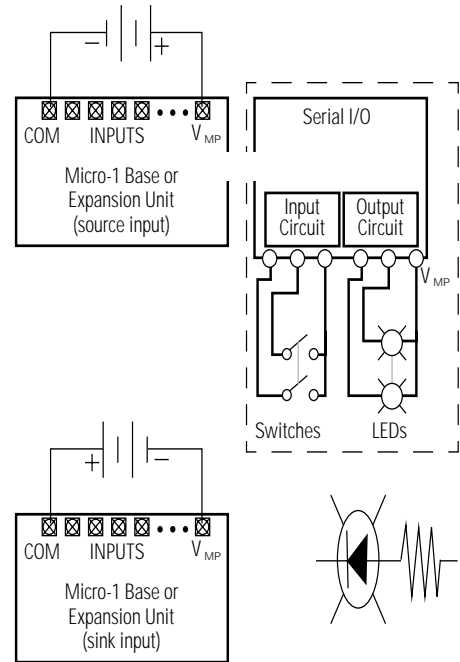 − +
COM INPUTS V MP
Micro-1 Base or
Expansion Unit
(source input)
Serial I/O
Input
Circuit
Output
Circuit
V MP
Switches LEDs
+ −
COM INPUTS V MP
Micro-1 Base or
Expansion Unit
(sink input)